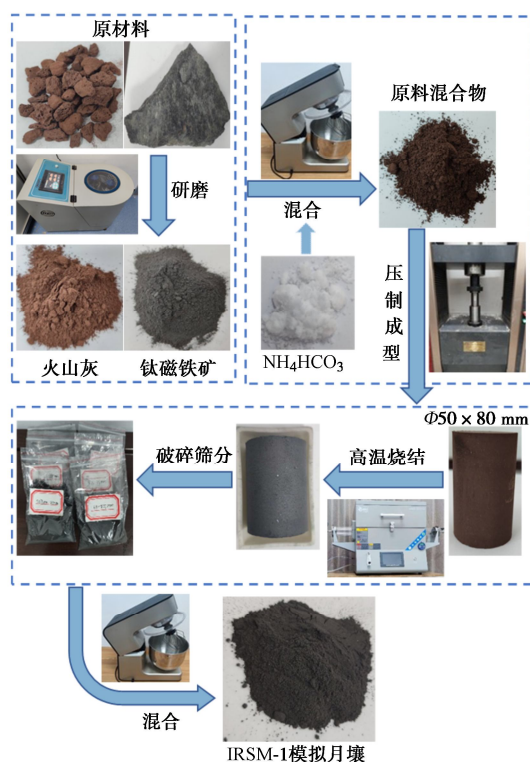 原材料
研磨
火山灰
钛磁铁矿
混合
原料混合物
NH₄HCO₃
压制成型
Φ50 × 80 mm
高温烧结
破碎筛分
混合
IRSM-1模拟月壤